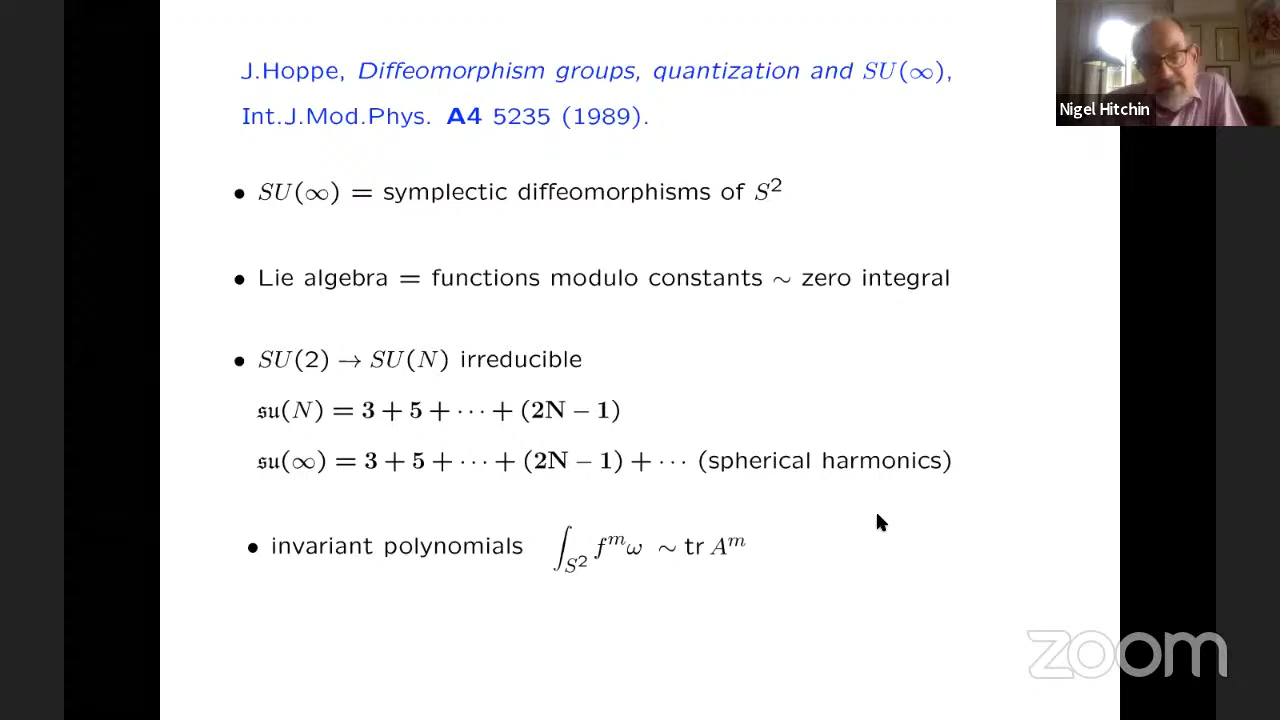 J.Hoppe, Diffeomorphism groups, quantization and SU(∞),
Int.J.Mod.Phys. A4 5235 (1989).
Nigel Hitchin
• SU(∞) = symplectic diffeomorphisms of S²
• Lie algebra = functions modulo constants ∼ zero integral
• SU(2) → SU(N) irreducible
𝔰𝔲(N) = 3 + 5 + ··· + (2N − 1)
𝔰𝔲(∞) = 3 + 5 + ··· + (2N − 1) + ··· (spherical harmonics)
• invariant polynomials ∫_{S²} fᵐω ∼ tr Aᵐ
zoom